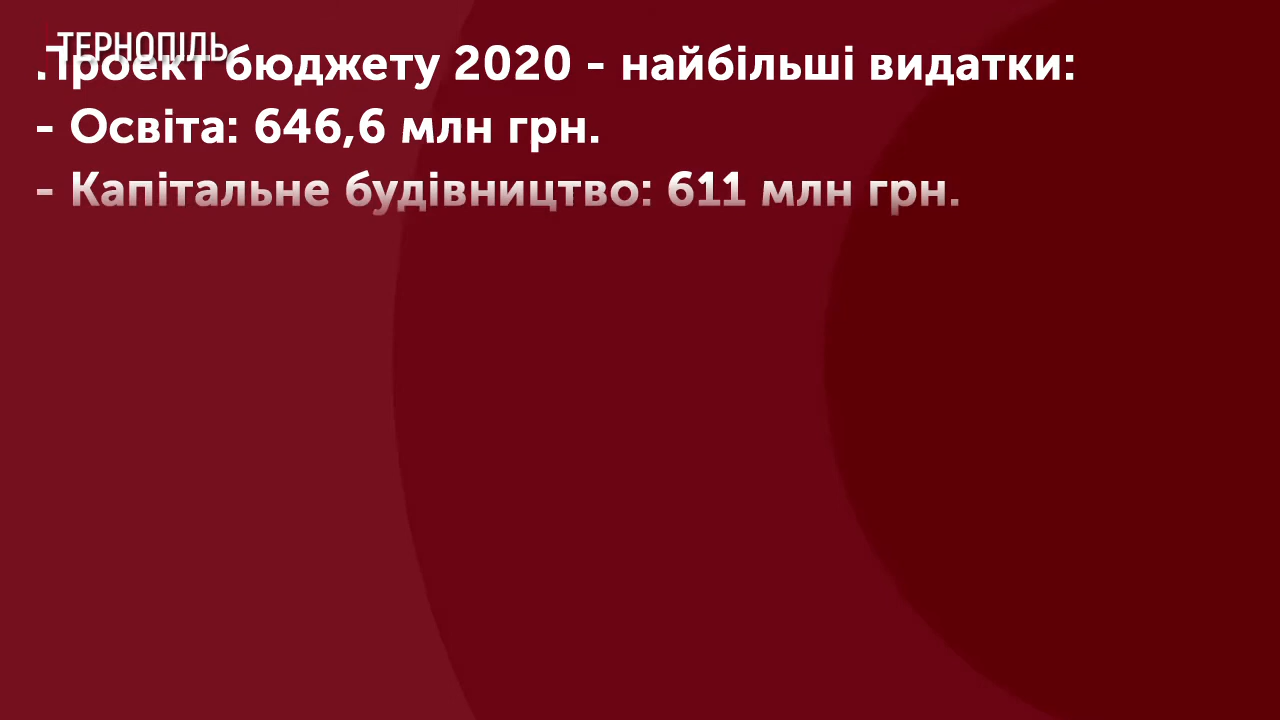 ТЕРНОПІЛЬ
.Проект бюджету 2020 - найбільші видатки:
- Освіта: 646,6 млн грн.
- Капітальне будівництво: 611 млн грн.